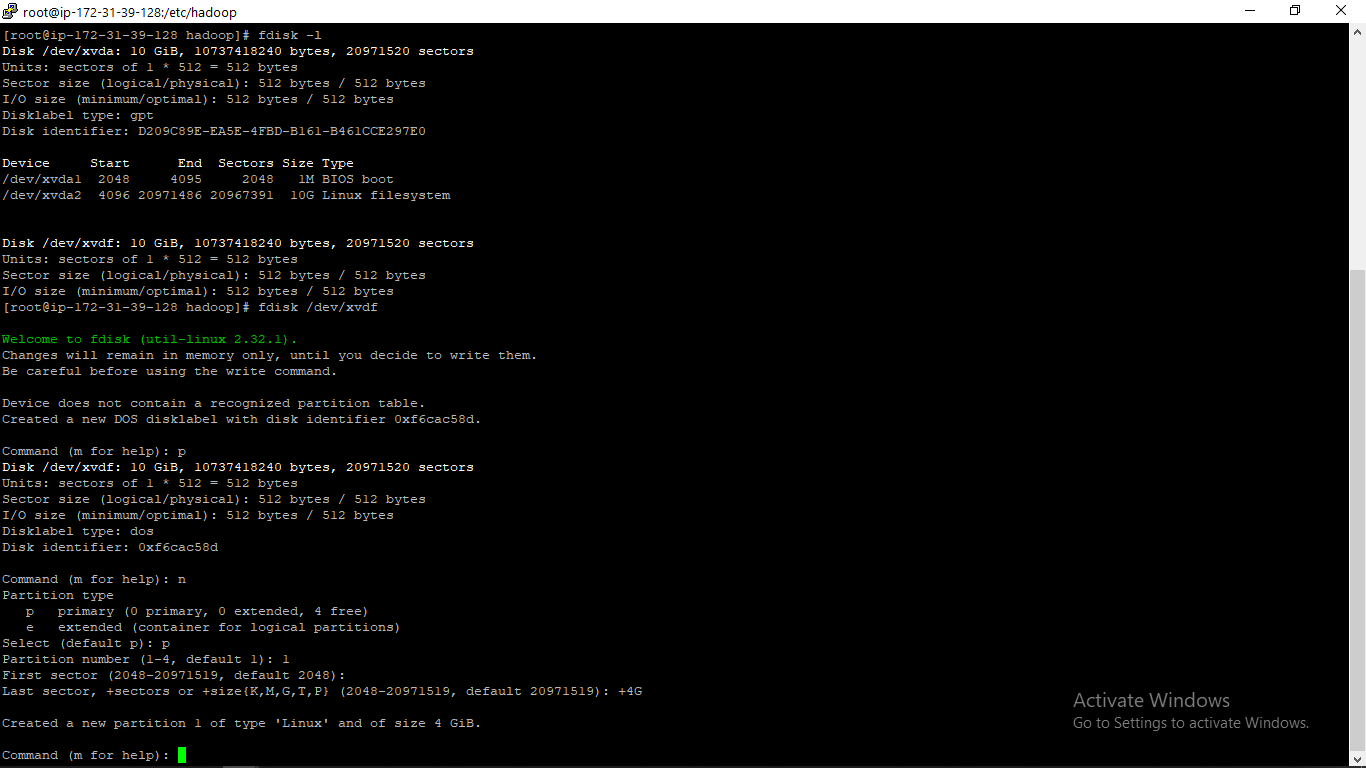 root@ip-172-31-39-128:/etc/hadoop
[root@ip-172-31-39-128 hadoop]# fdisk -l
Disk /dev/xvda: 10 GiB, 10737418240 bytes, 20971520 sectors
Units: sectors of 1 * 512 = 512 bytes
Sector size (logical/physical): 512 bytes / 512 bytes
I/O size (minimum/optimal): 512 bytes / 512 bytes
Disklabel type: gpt
Disk identifier: D209C89E-EA5E-4FBD-B161-B461CCE297E0
Device     Start      End  Sectors Size Type
/dev/xvda1  2048     4095     2048   1M BIOS boot
/dev/xvda2  4096 20971486 20967391  10G Linux filesystem
Disk /dev/xvdf: 10 GiB, 10737418240 bytes, 20971520 sectors
Units: sectors of 1 * 512 = 512 bytes
Sector size (logical/physical): 512 bytes / 512 bytes
I/O size (minimum/optimal): 512 bytes / 512 bytes
[root@ip-172-31-39-128 hadoop]# fdisk /dev/xvdf
Welcome to fdisk (util-linux 2.32.1).
Changes will remain in memory only, until you decide to write them.
Be careful before using the write command.
Device does not contain a recognized partition table.
Created a new DOS disklabel with disk identifier 0xf6cac58d.
Command (m for help): p
Disk /dev/xvdf: 10 GiB, 10737418240 bytes, 20971520 sectors
Units: sectors of 1 * 512 = 512 bytes
Sector size (logical/physical): 512 bytes / 512 bytes
I/O size (minimum/optimal): 512 bytes / 512 bytes
Disklabel type: dos
Disk identifier: 0xf6cac58d
Command (m for help): n
Partition type
   p   primary (0 primary, 0 extended, 4 free)
   e   extended (container for logical partitions)
Select (default p): p
Partition number (1-4, default 1): 1
First sector (2048-20971519, default 2048):
Last sector, +sectors or +size{K,M,G,T,P} (2048-20971519, default 20971519): +4G
Created a new partition 1 of type 'Linux' and of size 4 GiB.
Command (m for help):
Activate Windows
Go to Settings to activate Windows.